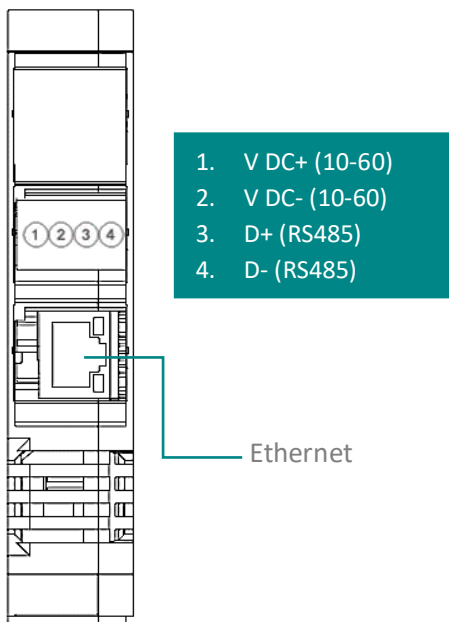 1. V DC+ (10-60)
2. V DC- (10-60)
3. D+ (RS485)
4. D- (RS485)
1 2 3 4
Ethernet